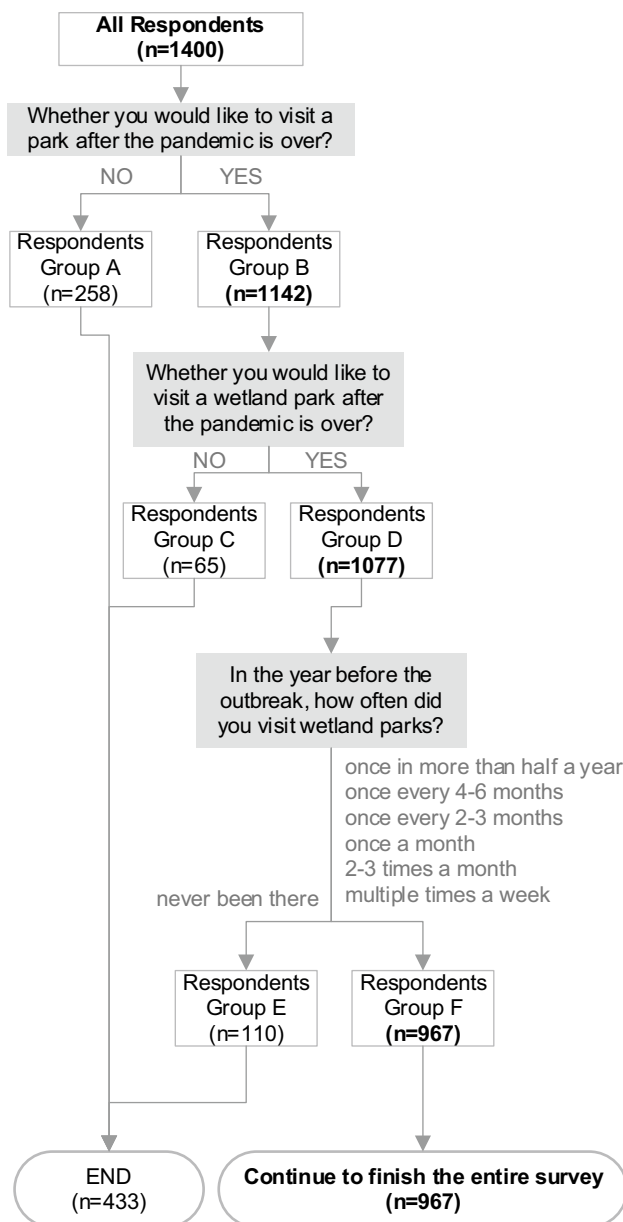 All Respondents
(n=1400)
Whether you would like to visit a
park after the pandemic is over?
NO
YES
Respondents
Group A
(n=258)
Respondents
Group B
(n=1142)
Whether you would like to
visit a wetland park after
the pandemic is over?
NO
YES
Respondents
Group C
(n=65)
Respondents
Group D
(n=1077)
In the year before the
outbreak, how often did
you visit wetland parks?
once in more than half a year
once every 4-6 months
once every 2-3 months
once a month
2-3 times a month
multiple times a week
never been there
Respondents
Group E
(n=110)
Respondents
Group F
(n=967)
END
(n=433)
Continue to finish the entire survey
(n=967)